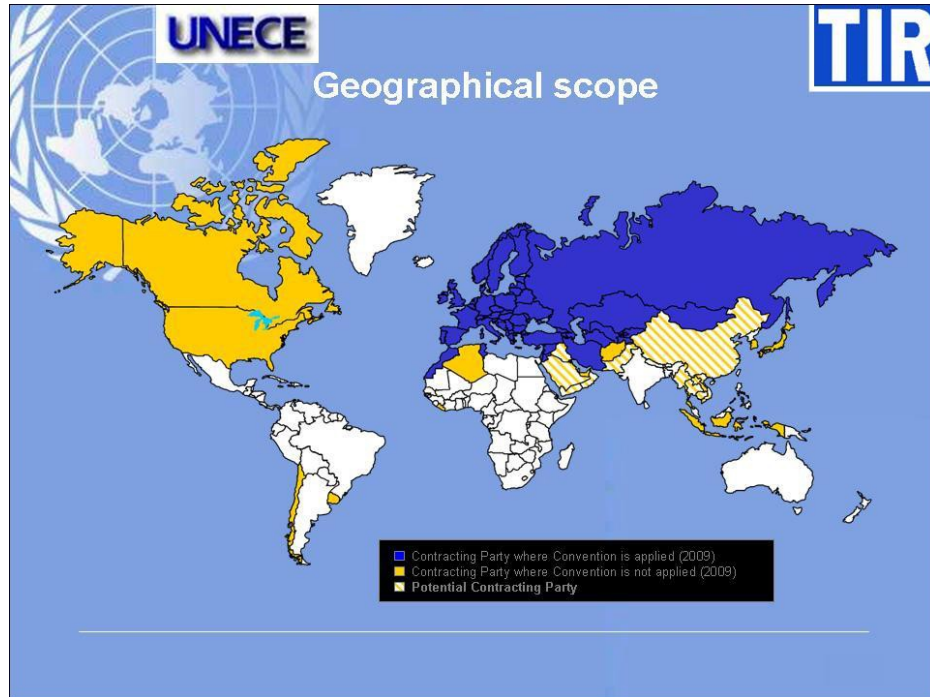 UNECE
TIR
Geographical scope
Contracting Party where Convention is applied (2009)
Contracting Party where Convention is not applied (2009)
Potential Contracting Party